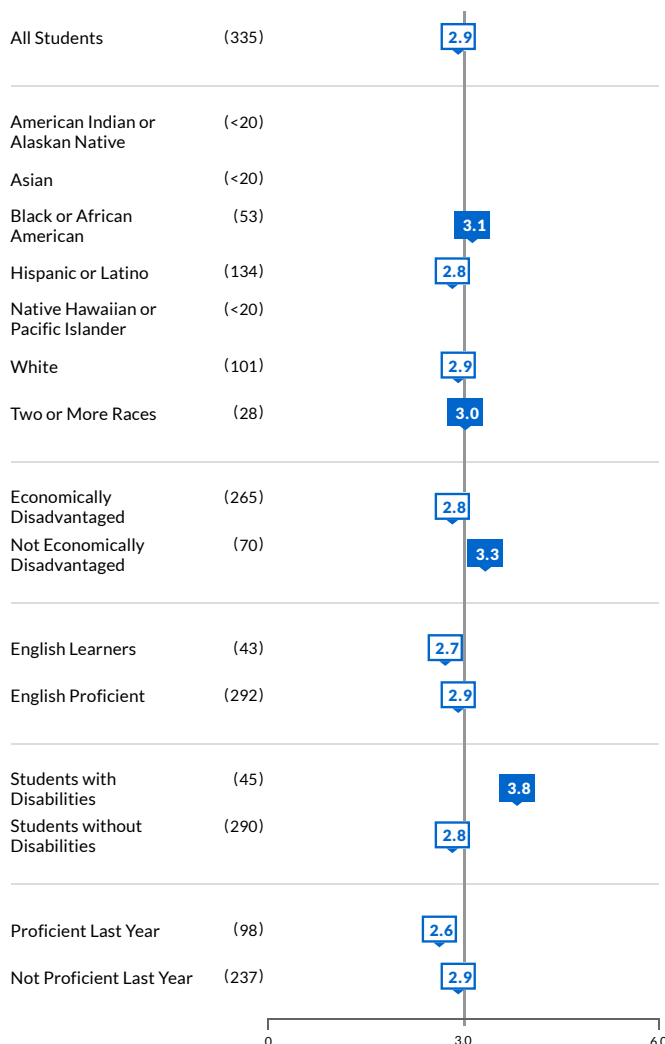 All Students (335) 2.9
American Indian or (<20)
Alaskan Native
Asian (<20)
Black or African (53) 3.1
American
Hispanic or Latino (134) 2.8
Native Hawaiian or (<20)
Pacific Islander
White (101) 2.9
Two or More Races (28) 3.0
Economically (265) 2.8
Disadvantaged
Not Economically (70) 3.3
Disadvantaged
English Learners (43) 2.7
English Proficient (292) 2.9
Students with (45) 3.8
Disabilities
Students without (290) 2.8
Disabilities
Proficient Last Year (98) 2.6
Not Proficient Last Year (237) 2.9
0 3.0 6.0